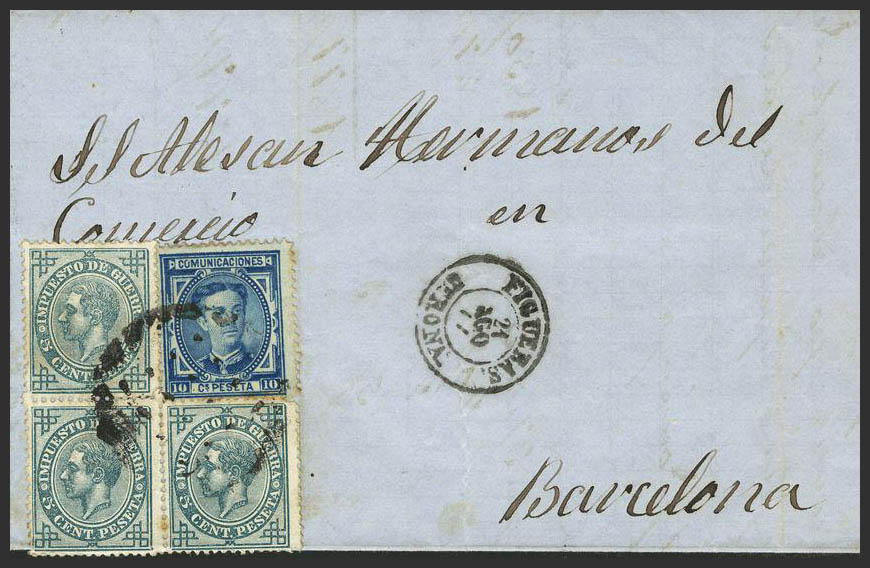 Hermanos del
Comercio en
IMPUESTO DE GUERRA
5 CENT PESETA
COMUNICACIONES
10 Cs PESETA 10
FIGUERAS.
21
AGO
77
GERONA
IMPUESTO DE GUERRA
5 CENT PESETA
IMPUESTO DE GUERRA
5 CENT PESETA
Barcelona